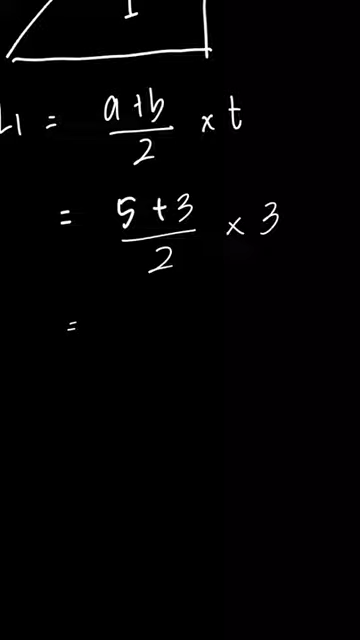 I
L1 = a+b/2 x t
= 5+3/2 x 3
=